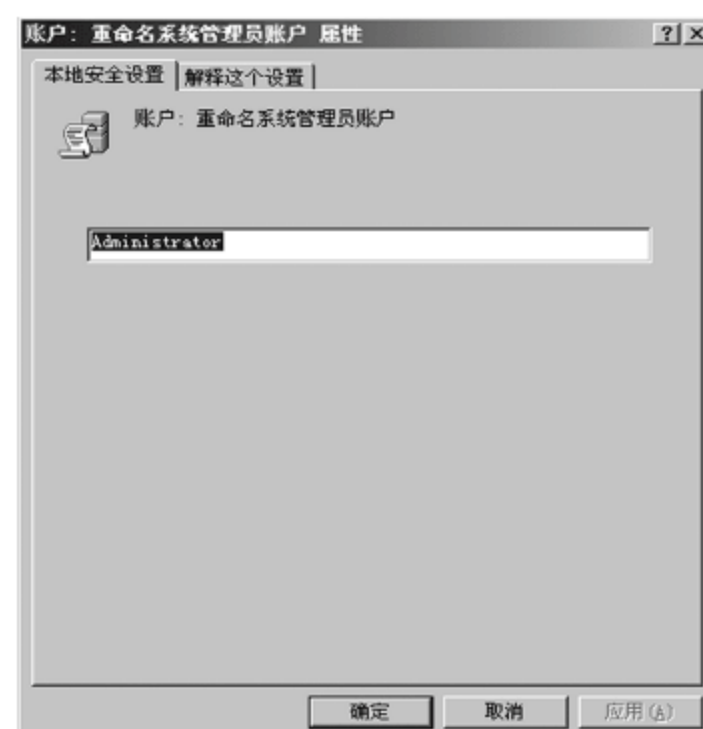 账户: 重命名系统管理员账户 属性
本地安全设置 解释这个设置
账户: 重命名系统管理员账户
Administrator
确定 取消 应用(A)